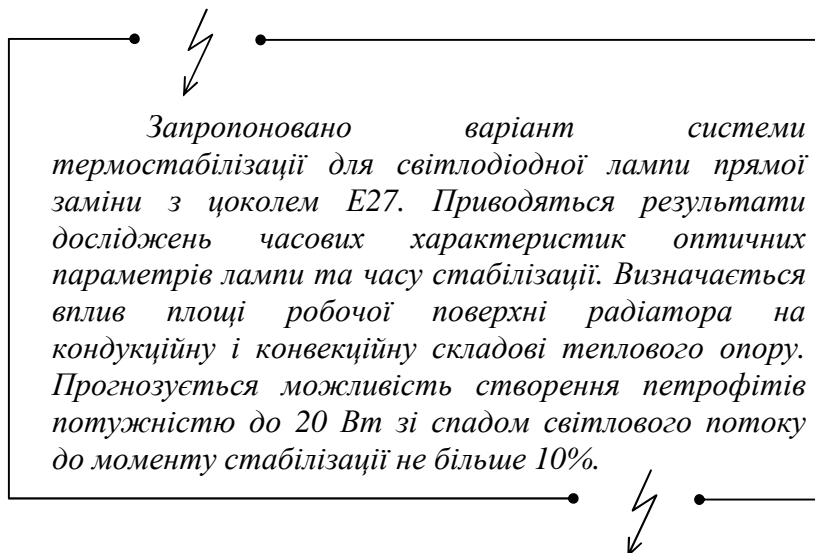 Запропоновано варіант системи
термостабілізації для світлодіодної лампи прямої
заміни з цоколем Е27. Приводяться результати
досліджень часових характеристик оптичних
параметрів лампи та часу стабілізації. Визначається
вплив площі робочої поверхні радіатора на
кондукційну і конвекційну складові теплового опору.
Прогнозується можливість створення петрофітів
потужністю до 20 Вт зі спадом світлового потоку
до моменту стабілізації не більше 10%.